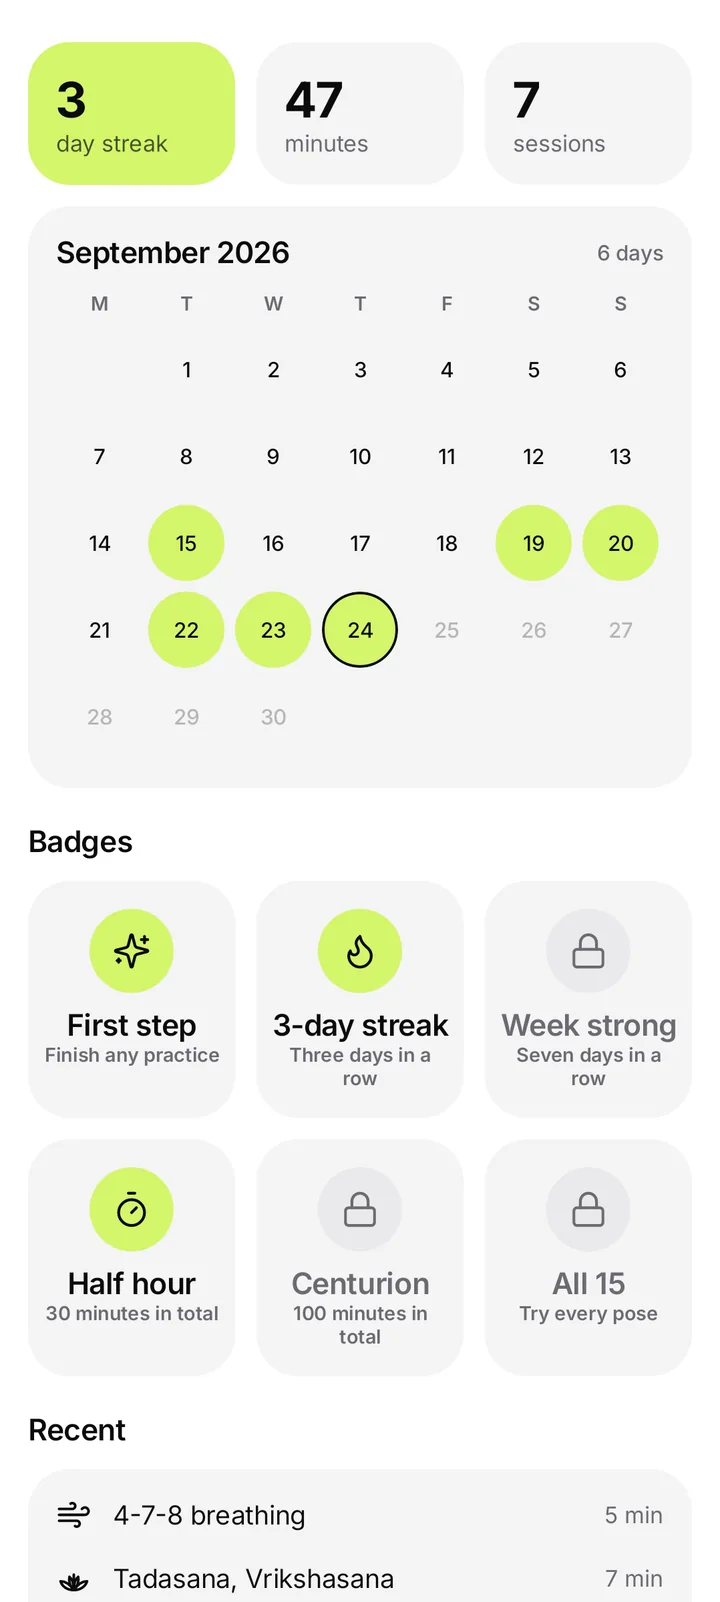 3
day streak
47
minutes
7
sessions
September 2026
6 days
M T W T F S S
1 2 3 4 5 6
7 8 9 10 11 12 13
14 15 16 17 18 19 20
21 22 23 24 25 26 27
28 29 30
Badges
First step
Finish any practice
3-day streak
Three days in a
row
Week strong
Seven days in a
row
Half hour
30 minutes in total
Centurion
100 minutes in
total
All 15
Try every pose
Recent
4-7-8 breathing 5 min
Tadasana, Vrikshasana 7 min